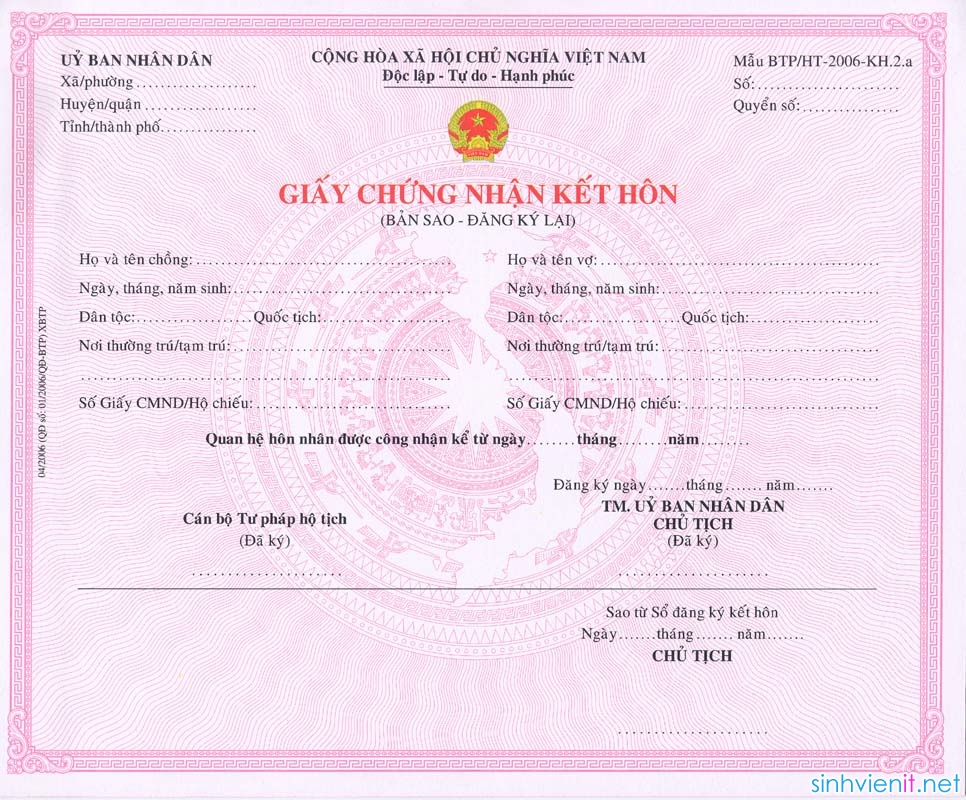 UỶ BAN NHÂN DÂN
Xã/phường...................
Huyện/quận..................
Tỉnh/thành phố................
CỘNG HÒA XÃ HỘI CHỦ NGHĨA VIỆT NAM
Độc lập - Tự do - Hạnh phúc
Mẫu BTP/HT-2006-KH.2.a
Số:.......................
Quyển số:................
VIỆT NAM
GIẤY CHỨNG NHẬN KẾT HÔN
(BẢN SAO - ĐĂNG KÝ LẠI)
Họ và tên chồng:..........................................
Ngày, tháng, năm sinh:....................................
Dân tộc:...................Quốc tịch:.....................
Nơi thường trú/tạm trú:...................................
..............................................................
Số Giấy CMND/Hộ chiếu:................................
Họ và tên vợ:..............................................
Ngày, tháng, năm sinh:....................................
Dân tộc:...................Quốc tịch:.....................
Nơi thường trú/tạm trú:...................................
..............................................................
Số Giấy CMND/Hộ chiếu:................................
Quan hệ hôn nhân được công nhận kể từ ngày........tháng........năm........
Đăng ký ngày.......tháng....... năm.......
TM. UỶ BAN NHÂN DÂN
CHỦ TỊCH
(Đã ký)
.........................
Cán bộ Tư pháp hộ tịch
(Đã ký)
.........................
Sao từ Sổ đăng ký kết hôn
Ngày.......tháng....... năm.......
CHỦ TỊCH
.........................
04/2006 (QĐ số: 01/2006/QĐ-BTP) XBTP
sinhvienit.net